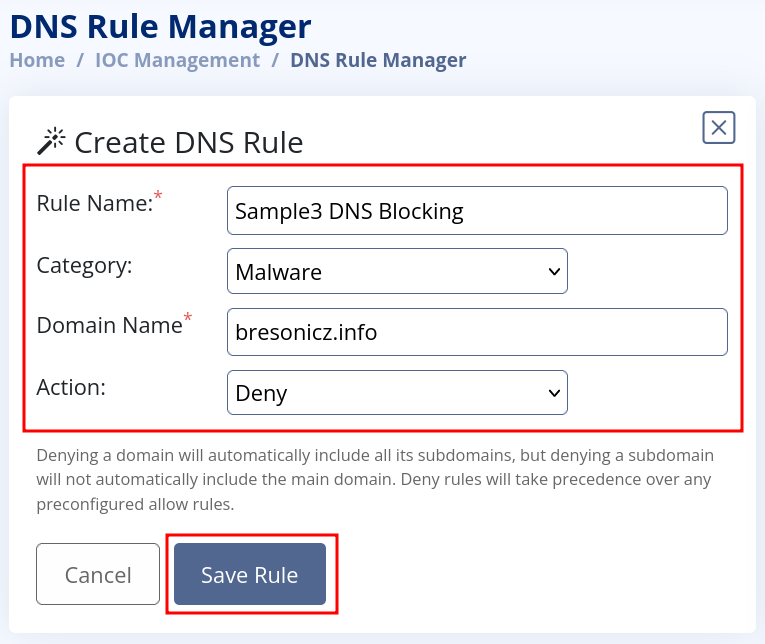 DNS Rule Manager
Home / IOC Management / DNS Rule Manager
Create DNS Rule
Rule Name:*
Sample3 DNS Blocking
Category:
Malware
Domain Name*
bresonicz.info
Action:
Deny
Denying a domain will automatically include all its subdomains, but denying a subdomain
will not automatically include the main domain. Deny rules will take precedence over any
preconfigured allow rules.
Cancel
Save Rule